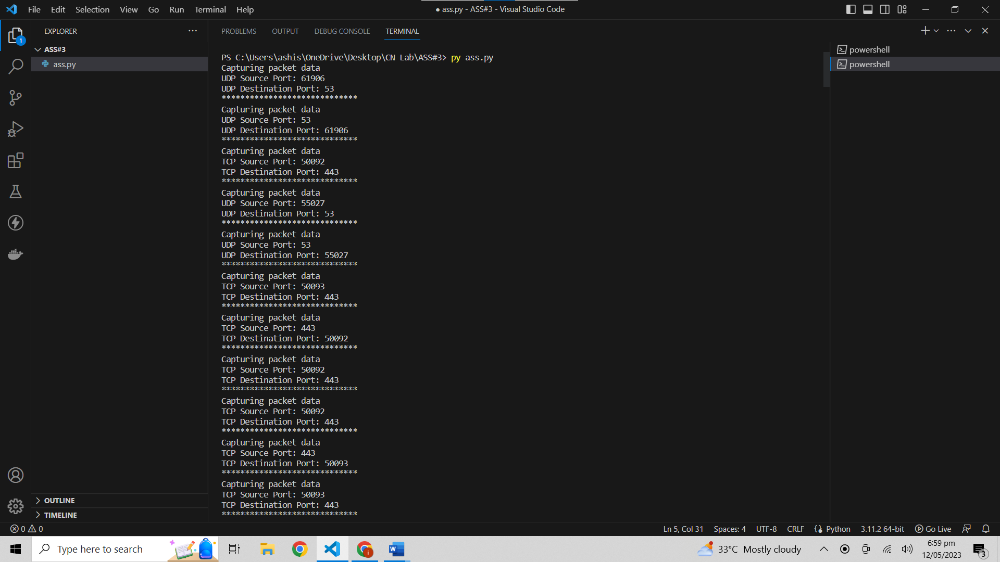 File Edit Selection View Go Run Terminal Help
● ass.py - ASS#3 - Visual Studio Code
1
EXPLORER
ASS#3
ass.py
OUTLINE
TIMELINE
PROBLEMS OUTPUT DEBUG CONSOLE TERMINAL
PS C:\Users\ashis\OneDrive\Desktop\CN Lab\ASS#3> py ass.py
Capturing packet data
UDP Source Port: 61906
UDP Destination Port: 53
*****************************
Capturing packet data
UDP Source Port: 53
UDP Destination Port: 61906
*****************************
Capturing packet data
TCP Source Port: 50092
TCP Destination Port: 443
*****************************
Capturing packet data
UDP Source Port: 55027
UDP Destination Port: 53
*****************************
Capturing packet data
UDP Source Port: 53
UDP Destination Port: 55027
*****************************
Capturing packet data
TCP Source Port: 50093
TCP Destination Port: 443
*****************************
Capturing packet data
TCP Source Port: 443
TCP Destination Port: 50092
*****************************
Capturing packet data
TCP Source Port: 50092
TCP Destination Port: 443
*****************************
Capturing packet data
TCP Source Port: 50092
TCP Destination Port: 443
*****************************
Capturing packet data
TCP Source Port: 443
TCP Destination Port: 50093
*****************************
Capturing packet data
TCP Source Port: 50093
TCP Destination Port: 443
*****************************
powershell
powershell
0 0
Ln 5, Col 31 Spaces: 4 UTF-8 CRLF Python 3.11.2 64-bit Go Live
Type here to search
33°C Mostly cloudy
6:59 pm
12/05/2023
3